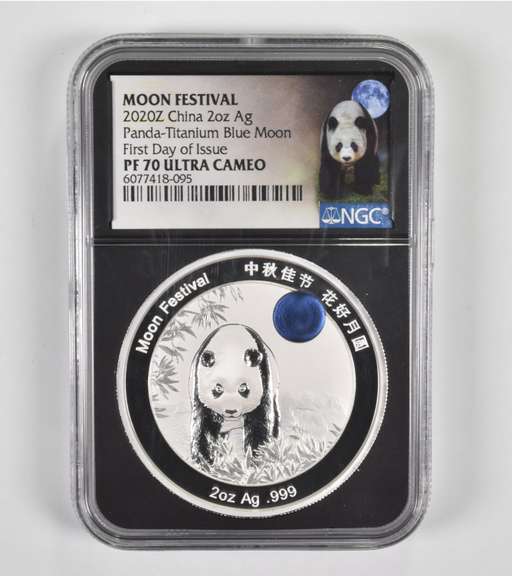 MOON FESTIVAL
2020Z China 2oz Ag
Panda-Titanium Blue Moon
First Day of Issue
PF 70 ULTRA CAMEO
6077418-095
NGC®
Moon Festival
中秋佳节 花好月圓
2oz Ag .999